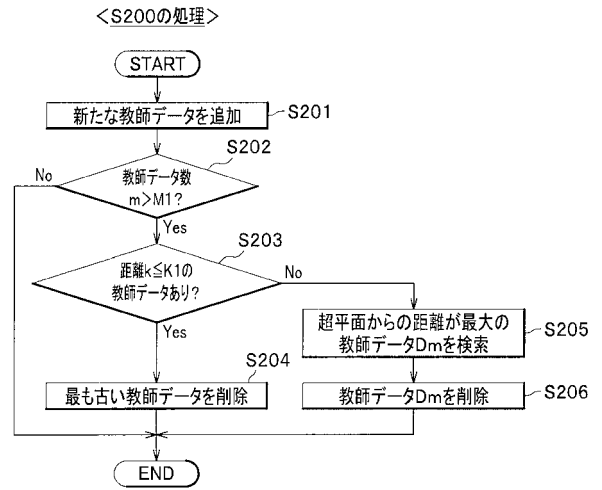 <S200の処理>
START
新たな教師データを追加
S201
S202
教師データ数
m>M1?
No
Yes
S203
距離k≦K1の
教師データあり?
No
Yes
超平面からの距離が最大の
教師データDmを検索
S205
S204
最も古い教師データを削除
教師データDmを削除
S206
END